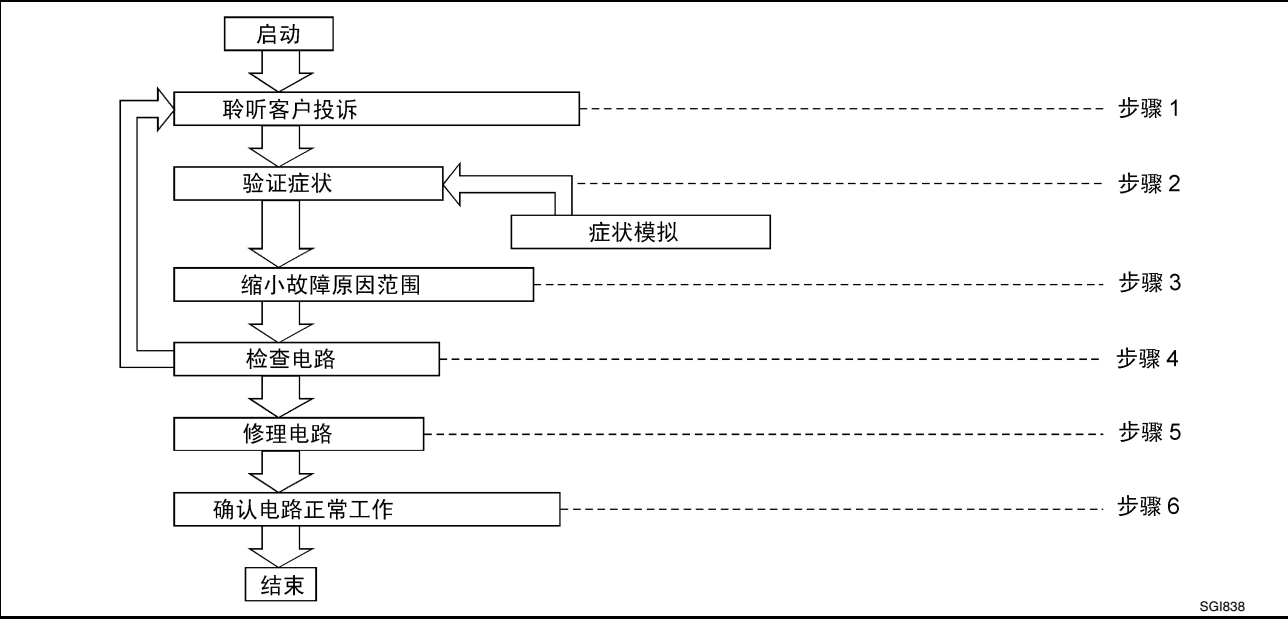 启动
聆听客户投诉
步骤 1
验证症状
步骤 2
症状模拟
缩小故障原因范围
步骤 3
检查电路
步骤 4
修理电路
步骤 5
确认电路正常工作
步骤 6
结束
SGI838